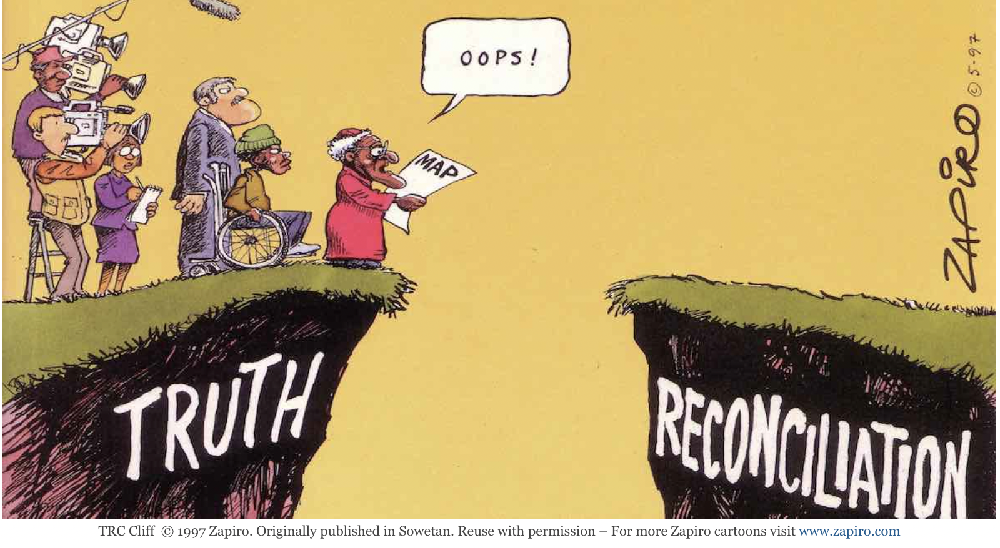 OOPS!
MAP
ZAPIRO © 5-97
TRUTH
RECONCILIATION
TRC Cliff © 1997 Zapiro. Originally published in Sowetan. Reuse with permission – For more Zapiro cartoons visit www.zapiro.com